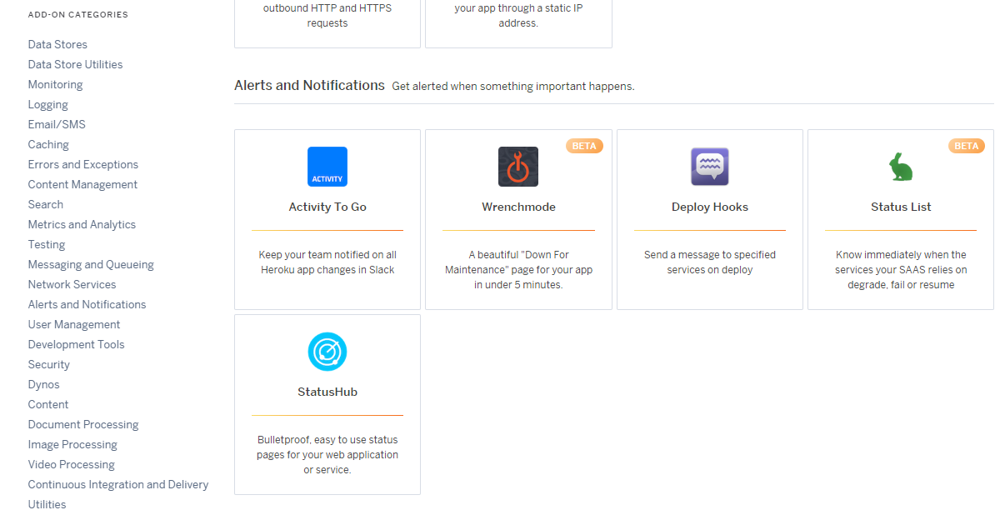 ADD-ON CATEGORIES
Data Stores
Data Store Utilities
Monitoring
Logging
Email/SMS
Caching
Errors and Exceptions
Content Management
Search
Metrics and Analytics
Testing
Messaging and Queueing
Network Services
Alerts and Notifications
User Management
Development Tools
Security
Dynos
Content
Document Processing
Image Processing
Video Processing
Continuous Integration and Delivery
Utilities
outbound HTTP and HTTPS
requests
your app through a static IP
address.
Alerts and Notifications Get alerted when something important happens.
ACTIVITY
Activity To Go
Keep your team notified on all
Heroku app changes in Slack
BETA
Wrenchmode
A beautiful "Down For
Maintenance" page for your app
in under 5 minutes.
Deploy Hooks
Send a message to specified
services on deploy
BETA
Status List
Know immediately when the
services your SAAS relies on
degrade, fail or resume
StatusHub
Bulletproof, easy to use status
pages for your web application
or service.